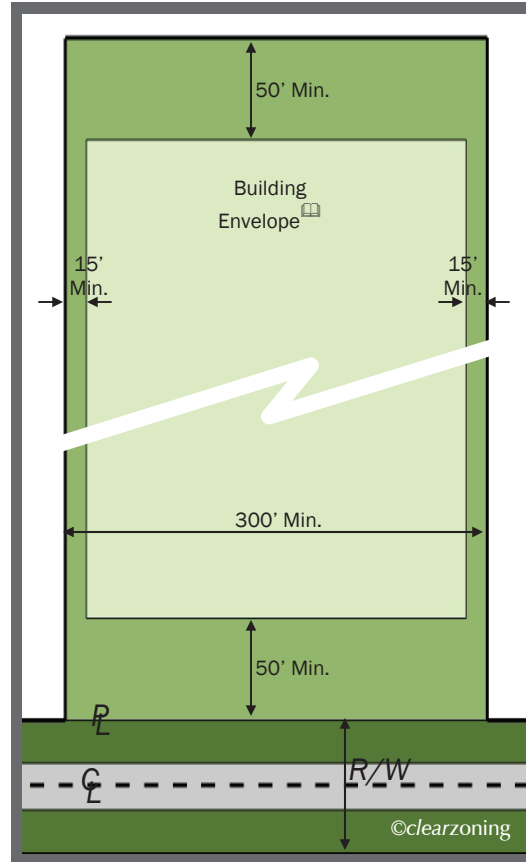 50’ Min.
Building
Envelope
15’
Min.
15’
Min.
300’ Min.
50’ Min.
PL
CL
R/W
©clearzoning